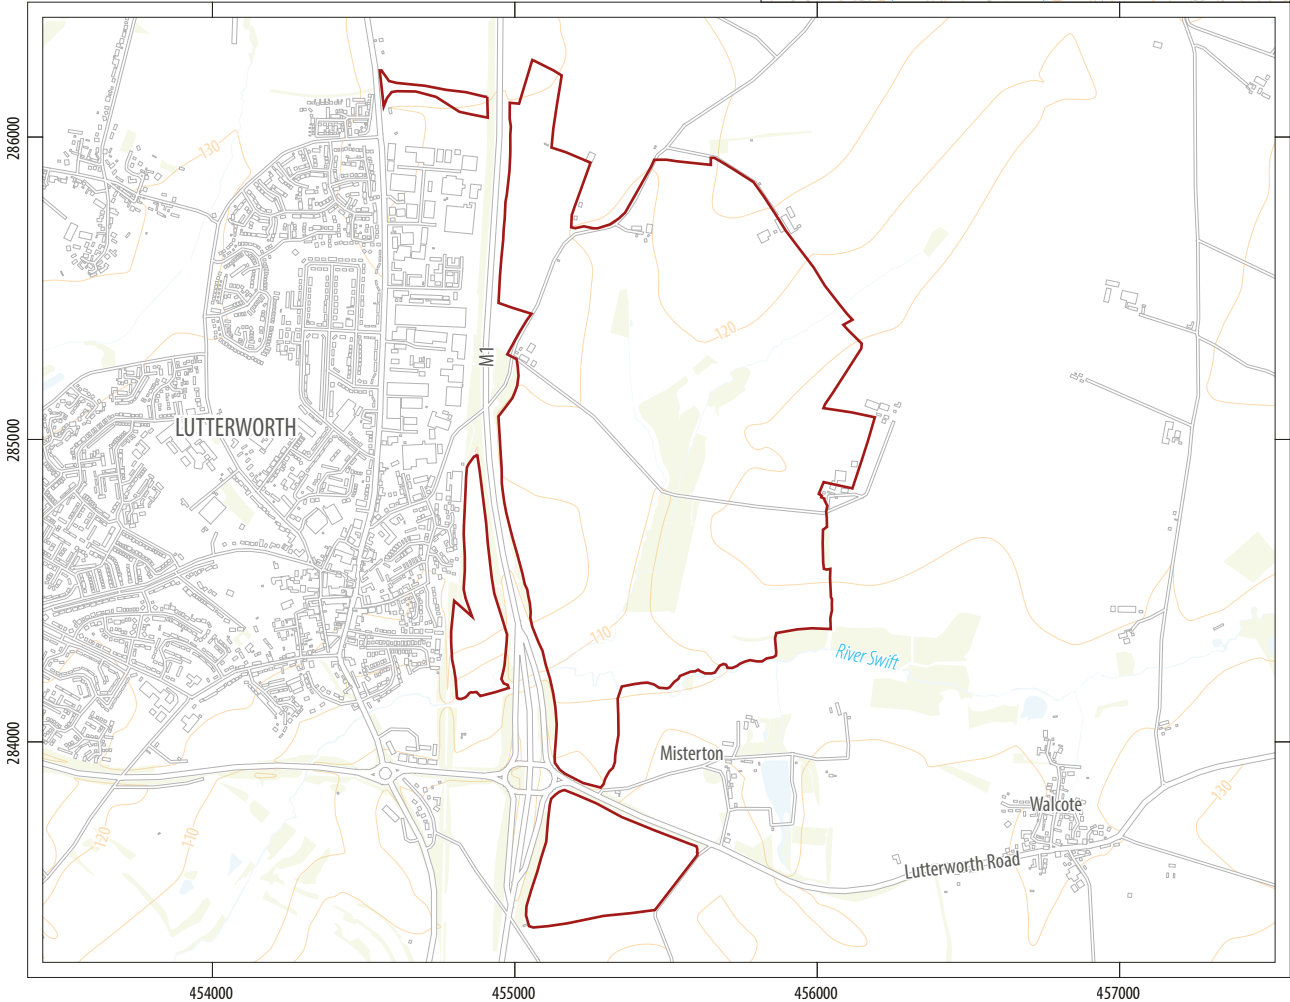 130
286000
M1
120
LUTTERWORTH
285000
110
River Swift
284000
Misterton
130
Walcote
120
110
Lutterworth Road
454000
455000
456000
457000